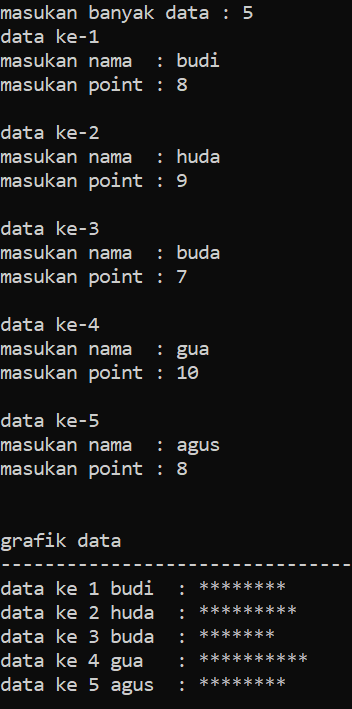 masukan banyak data : 5
data ke-1
masukan nama  : budi
masukan point : 8
data ke-2
masukan nama  : huda
masukan point : 9
data ke-3
masukan nama  : buda
masukan point : 7
data ke-4
masukan nama  : gua
masukan point : 10
data ke-5
masukan nama  : agus
masukan point : 8
grafik data
--------------------------------
data ke 1 budi  : ********
data ke 2 huda  : *********
data ke 3 buda  : *******
data ke 4 gua   : **********
data ke 5 agus  : ********